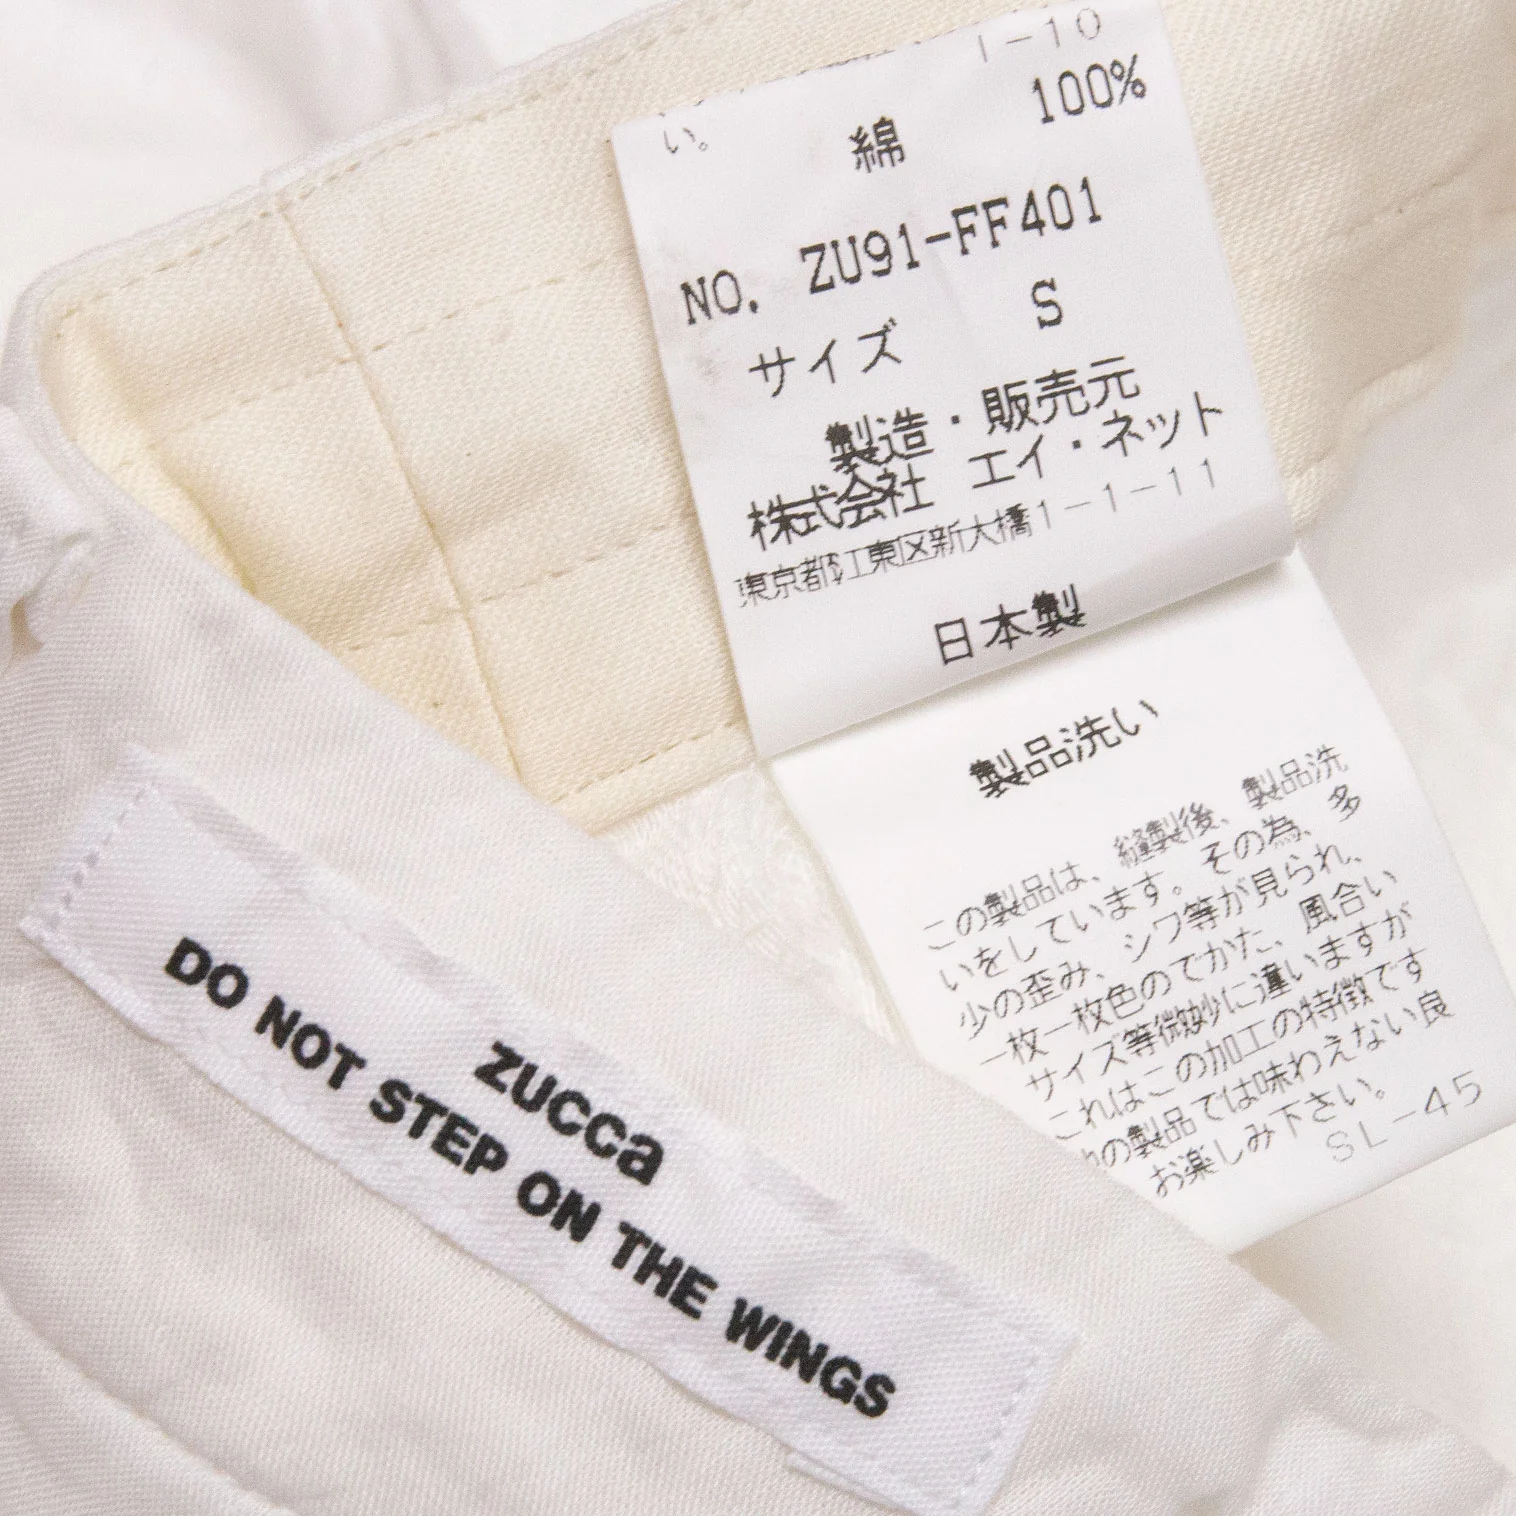 1-10
い。
綿 100%
NO. ZU91-FF401
サイズ S
製造・販売元
株式会社 エイ・ネット
東京都江東区新大橋1-1-11
日本製
製品洗い
この製品は、縫製後、製品洗
いをしています。その為、多
少の歪み、シワ等が見られ、
一枚一枚色のでかた、風合い
サイズ等微妙に違いますが
これはこの加工の特徴です
の製品では味わえない良
お楽しみ下さい。
SL-45
ZUCCa
DO NOT STEP ON THE WINGS